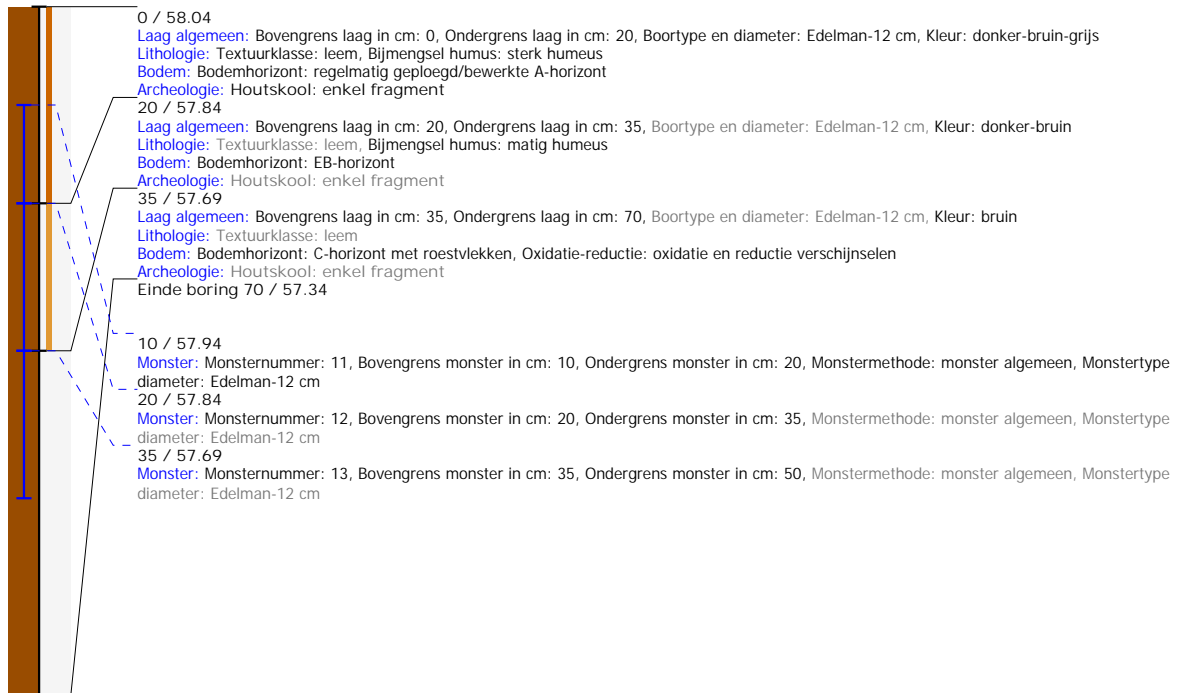 0 / 58.04
Laag algemeen: Bovengrens laag in cm: 0, Ondergrens laag in cm: 20, Boortype en diameter: Edelman-12 cm, Kleur: donker-bruin-grijs
Lithologie: Textuurklasse: leem, Bijmengsel humus: sterk humeus
Bodem: Bodemhorizont: regelmatig geploegd/bewerkte A-horizont
Archeologie: Houtskool: enkel fragment
20 / 57.84
Laag algemeen: Bovengrens laag in cm: 20, Ondergrens laag in cm: 35, Boortype en diameter: Edelman-12 cm, Kleur: donker-bruin
Lithologie: Textuurklasse: leem, Bijmengsel humus: matig humeus
Bodem: Bodemhorizont: EB-horizont
Archeologie: Houtskool: enkel fragment
35 / 57.69
Laag algemeen: Bovengrens laag in cm: 35, Ondergrens laag in cm: 70, Boortype en diameter: Edelman-12 cm, Kleur: bruin
Lithologie: Textuurklasse: leem
Bodem: Bodemhorizont: C-horizont met roestvlekken, Oxidatie-reductie: oxidatie en reductie verschijnselen
Archeologie: Houtskool: enkel fragment
Einde boring 70 / 57.34
10 / 57.94
Monster: Monsternummer: 11, Bovengrens monster in cm: 10, Ondergrens monster in cm: 20, Monstermethode: monster algemeen, Monstertype
diameter: Edelman-12 cm
20 / 57.84
Monster: Monsternummer: 12, Bovengrens monster in cm: 20, Ondergrens monster in cm: 35, Monstermethode: monster algemeen, Monstertype
diameter: Edelman-12 cm
35 / 57.69
Monster: Monsternummer: 13, Bovengrens monster in cm: 35, Ondergrens monster in cm: 50, Monstermethode: monster algemeen, Monstertype
diameter: Edelman-12 cm